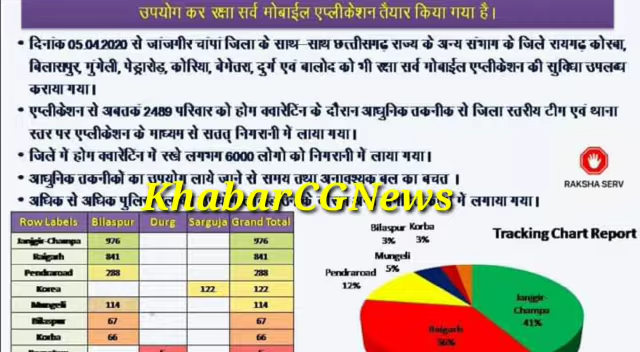 उपयोग कर रक्षा सर्व मोबाईल एप्लीकेशन तैयार किया गया है।
• दिनांक 05.04.2020 से जांजगीर चांपा जिला के साथ–साथ छत्तीसगढ़ राज्य के अन्य संभाग के जिले रायगढ़ कोरबा,
बिलासपुर, मुंगेली, पेड्रारोड, कोरिया, बेमेतरा, दुर्ग एवं बालोद को भी रक्षा सर्व मोबाईल एप्लीकेशन की सुविधा उपलब्ध
कराया गया।
• एप्लीकेशन से अबतक 2489 परिवार को होम क्वारेंटिन के दौरान आधुनिक तकनीक से जिला स्तरीय टीम एवं थाना
स्तर पर एप्लीकेशन के माध्यम से सतत् निगरानी में लाया गया।
• जिलें में होम क्वारेंटिन में रखे लगभग 6000 लोगो को निगरानी में लाया गया।
• आधुनिक तकनीकों का उपयोग लाये जाने से समय तथा अनावश्यक बल का बचत ।
• अधिक से अधिक पुलि में लगाया गया।
KhabarCGNews
RAKSHA SERV
Row Labels Bilaspur Durg Sarguja Grand Total
Janjgir-Champa 976 976
Raigarh 841 841
Pendraroad 288 288
Korea 122 122
Mungeli 114 114
Bilaspur 67 67
Korba 66 66
Tracking Chart Report
Bilaspur 3%
Korba 3%
Mungeli 5%
Pendraroad 12%
Janjgir-Champa 41%
Raigarh 36%